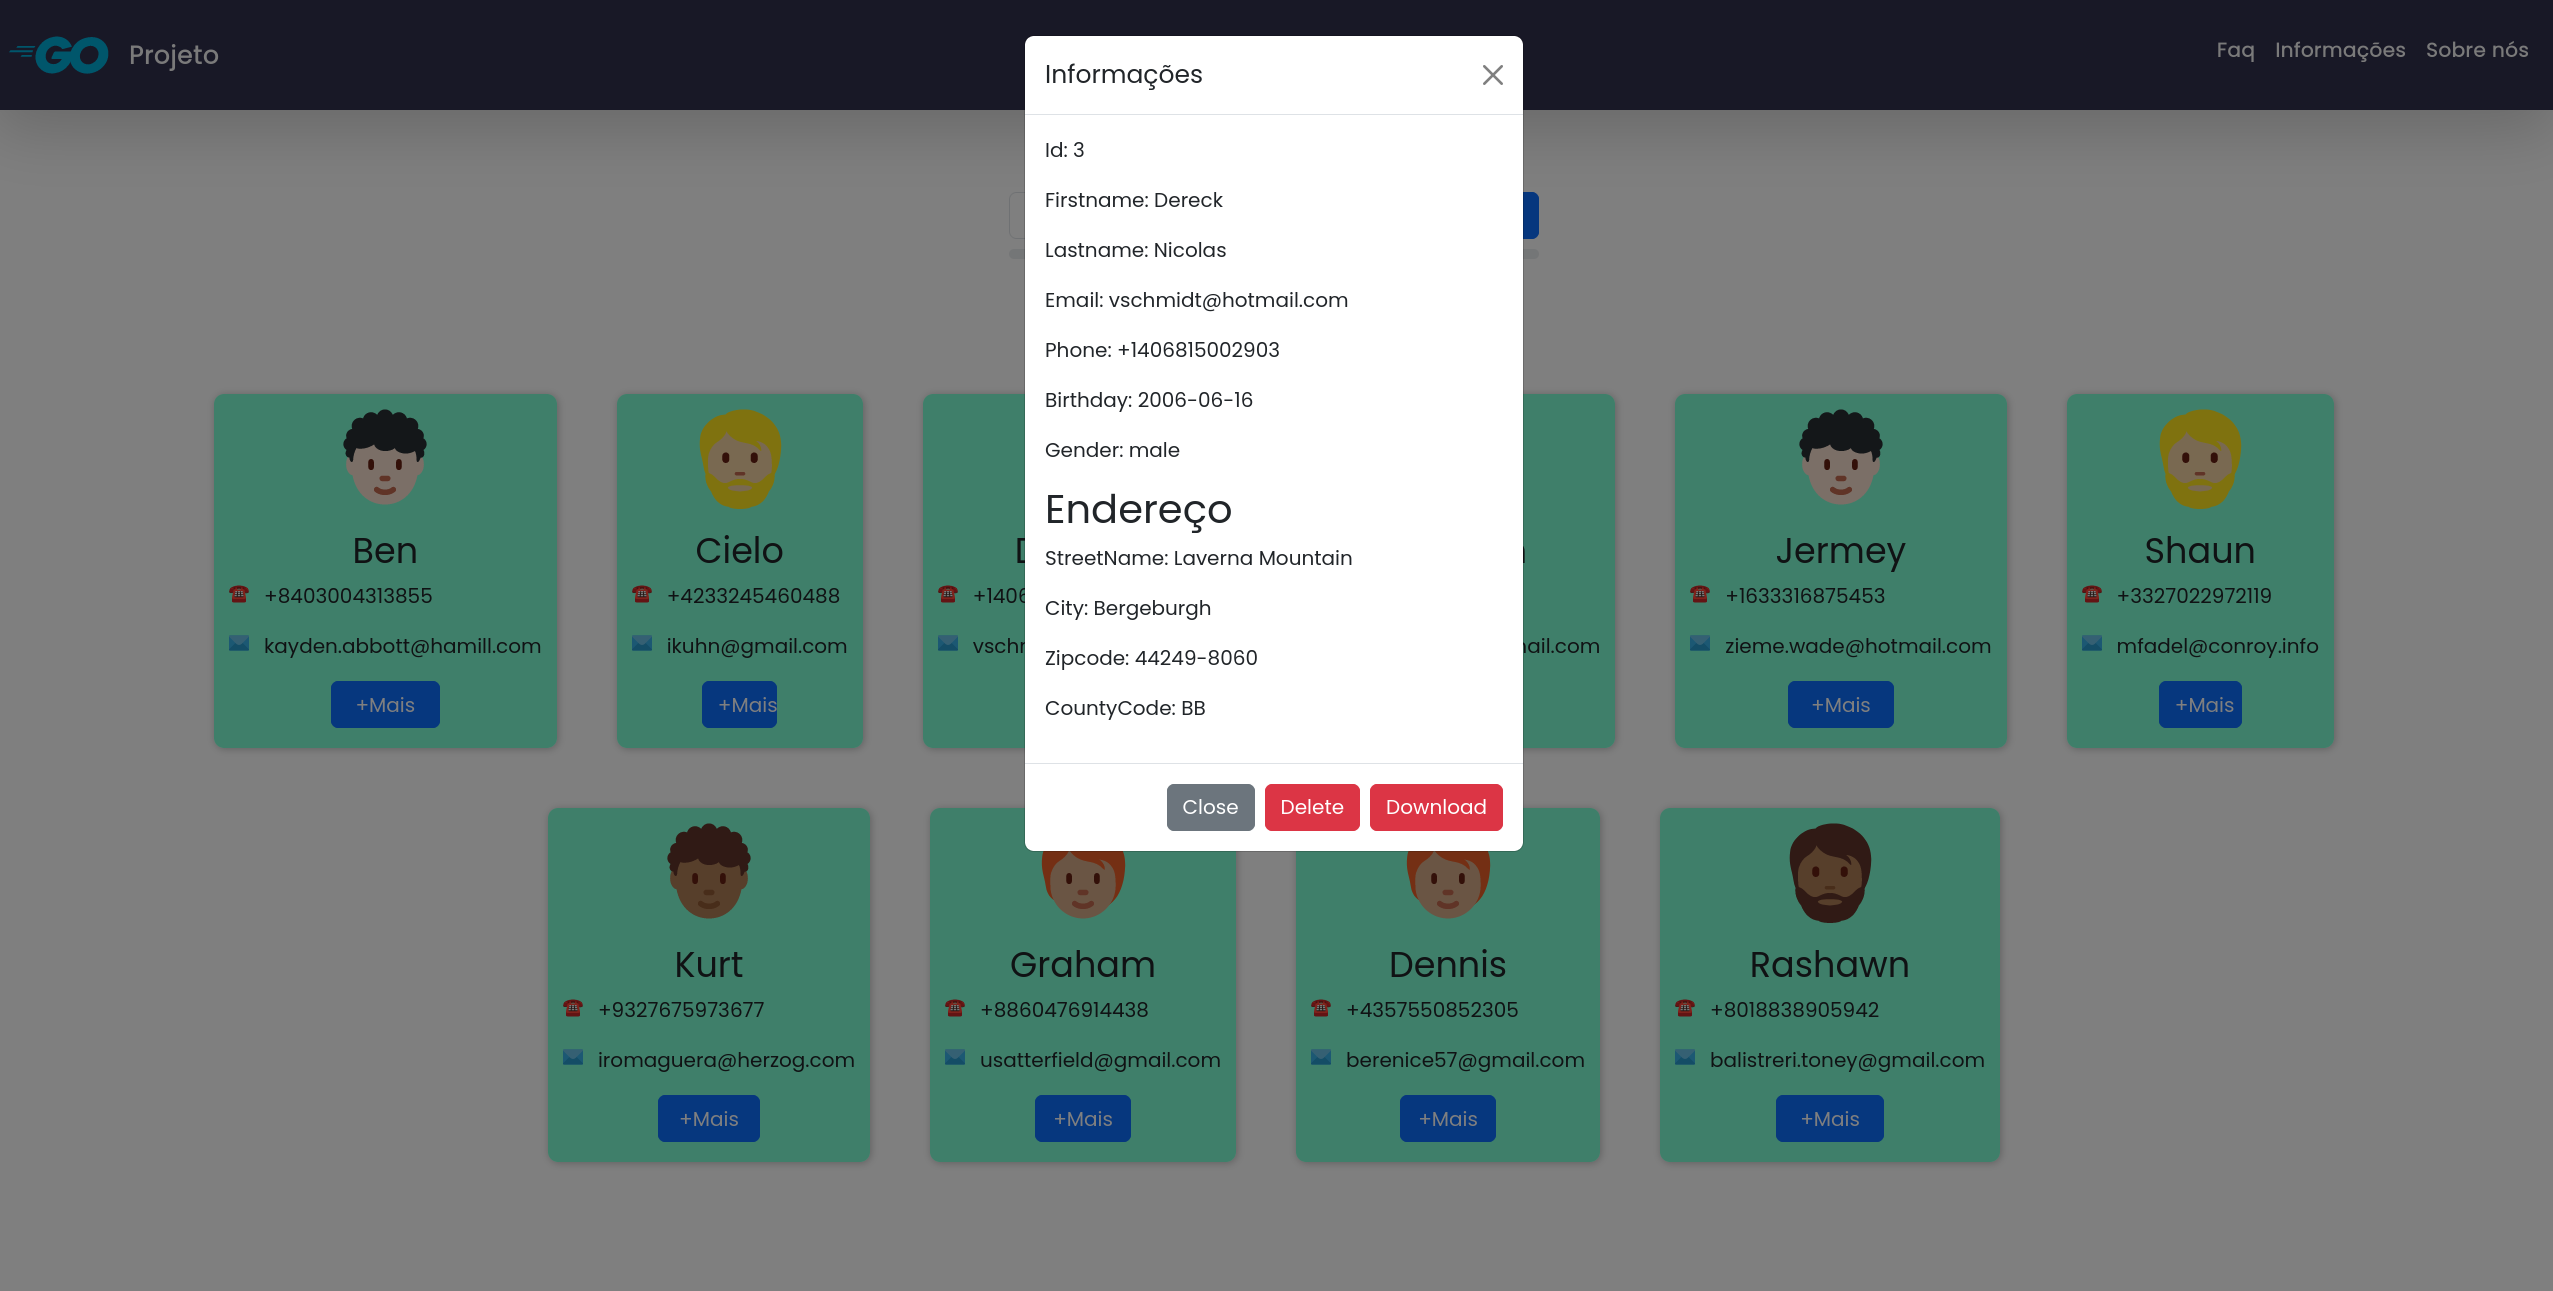 GO Projeto
Faq Informações Sobre nós
Informações
Id: 3
Firstname: Dereck
Lastname: Nicolas
Email: vschmidt@hotmail.com
Phone: +1406815002903
Birthday: 2006-06-16
Gender: male
Endereço
StreetName: Laverna Mountain
City: Bergeburgh
Zipcode: 44249-8060
CountyCode: BB
Close Delete Download
Ben
+8403004313855
kayden.abbott@hamill.com
+Mais
Cielo
+4233245460488
ikuhn@gmail.com
+Mais
+1406
vschr
ail.com
Jermey
+1633316875453
zieme.wade@hotmail.com
+Mais
Shaun
+3327022972119
mfadel@conroy.info
+Mais
Kurt
+9327675973677
iromaguera@herzog.com
+Mais
Graham
+8860476914438
usatterfield@gmail.com
+Mais
Dennis
+4357550852305
berenice57@gmail.com
+Mais
Rashawn
+8018838905942
balistreri.toney@gmail.com
+Mais